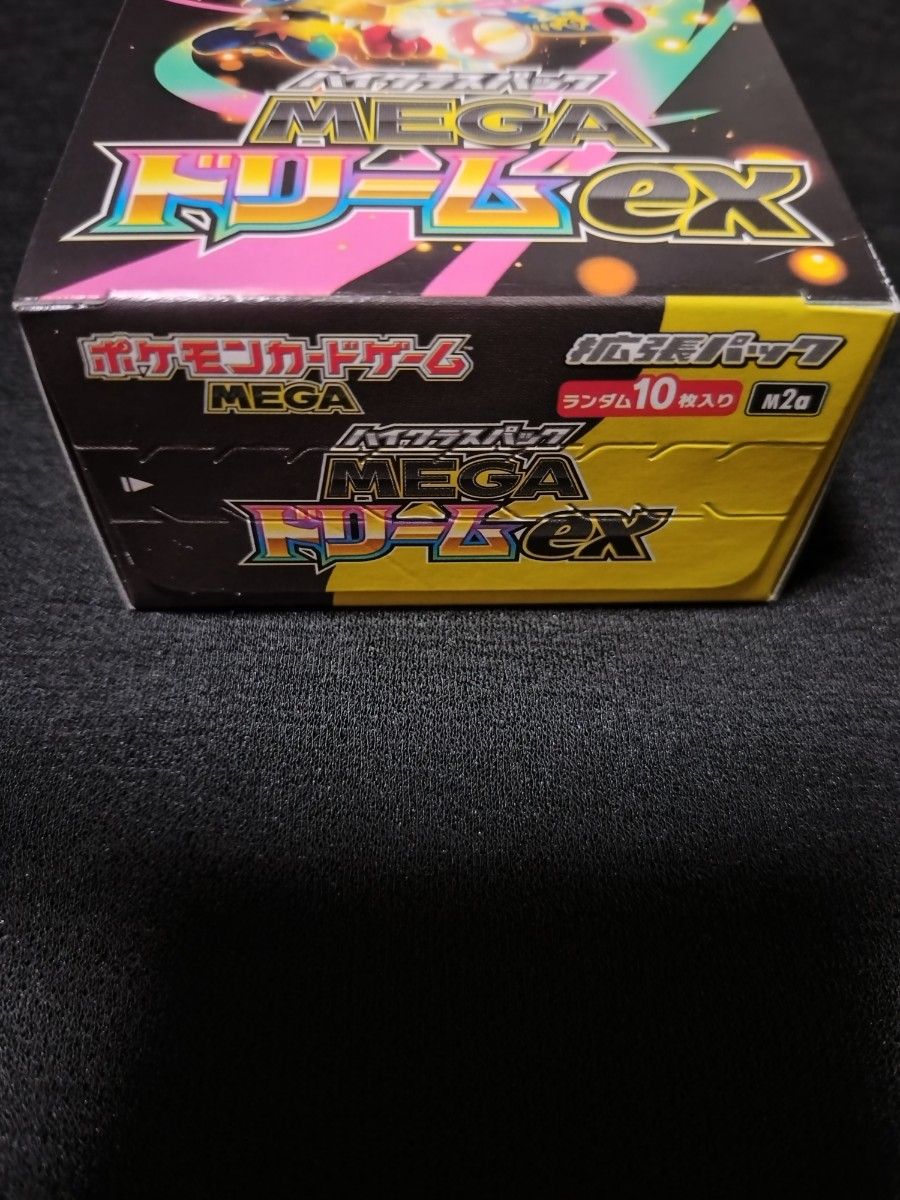 ハイクラスパック
MEGA
ドリームex
ポケモンカードゲーム
MEGA
拡張パック
ランダム10枚入り
M2a
ハイクラスパック
MEGA
ドリームex